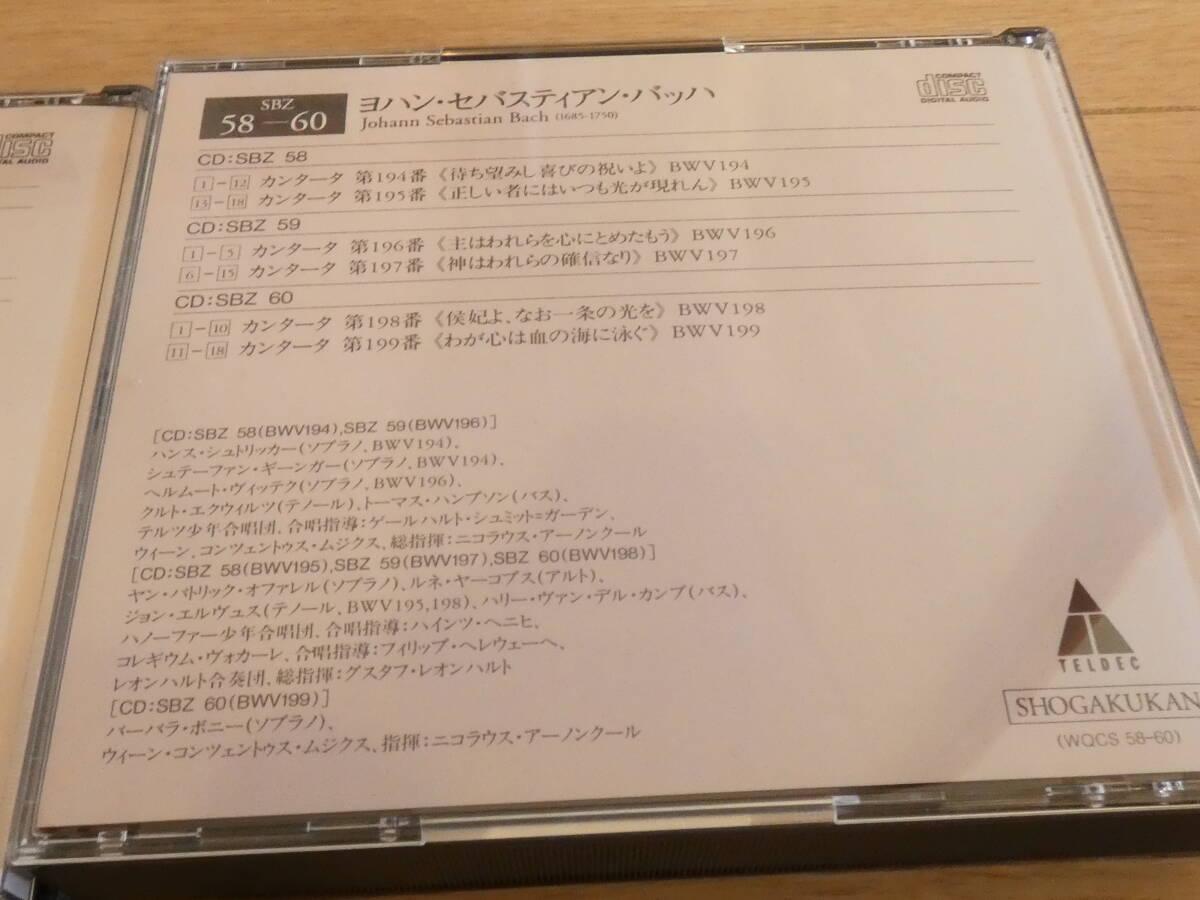 COMPACT
disc
DIGITAL AUDIO
SBZ
58-60
ヨハン・セバスティアン・バッハ
Johann Sebastian Bach (1685-1750)
COMPACT
disc
DIGITAL AUDIO
CD:SBZ 58
1-12 カンタータ 第194番《待ち望みし喜びの祝いよ》BWV194
13-18 カンタータ 第195番《正しい者にはいつも光が現れん》BWV195
CD:SBZ 59
1-5 カンタータ 第196番《主はわれらを心にとめたもう》BWV196
6-15 カンタータ 第197番《神はわれらの確信なり》BWV197
CD:SBZ 60
1-10 カンタータ 第198番《侯妃よ、なお一条の光を》BWV198
11-18 カンタータ 第199番《わが心は血の海に泳ぐ》BWV199
[CD:SBZ 58(BWV194),SBZ 59(BWV196)]
ハンス・シュトリッカー(ソプラノ、BWV194)、
シュテーファン・ギーンガー(ソプラノ、BWV194)、
ヘルムート・ヴィッテク(ソプラノ、BWV196)、
クルト・エクウィルツ(テノール)、トーマス・ハンプソン(バス)、
テルツ少年合唱団、合唱指導:ゲールハルト・シュミット=ガーデン、
ウィーン、コンツェントゥス・ムジクス、総指揮:ニコラウス・アーノンクール
[CD:SBZ 58(BWV195),SBZ 59(BWV197),SBZ 60(BWV198)]
ヤン・パトリック・オファレル(ソプラノ)、ルネ・ヤーコプス(アルト)、
ジョン・エルヴュス(テノール、BWV195,198)、ハリー・ヴァン・デル・カンプ(バス)、
ハノーファー少年合唱団、合唱指導:ハインツ・ヘニヒ、
コレギウム・ヴォカーレ、合唱指導:フィリップ・ヘレウェーヘ、
レオンハルト合奏団、総指揮:グスタフ・レオンハルト
[CD:SBZ 60(BWV199)]
バーバラ・ボニー(ソプラノ)、
ウィーン・コンツェントゥス・ムジクス、指揮:ニコラウス・アーノンクール
TELDEC
SHOGAKUKAN
(WQCS 58-60)